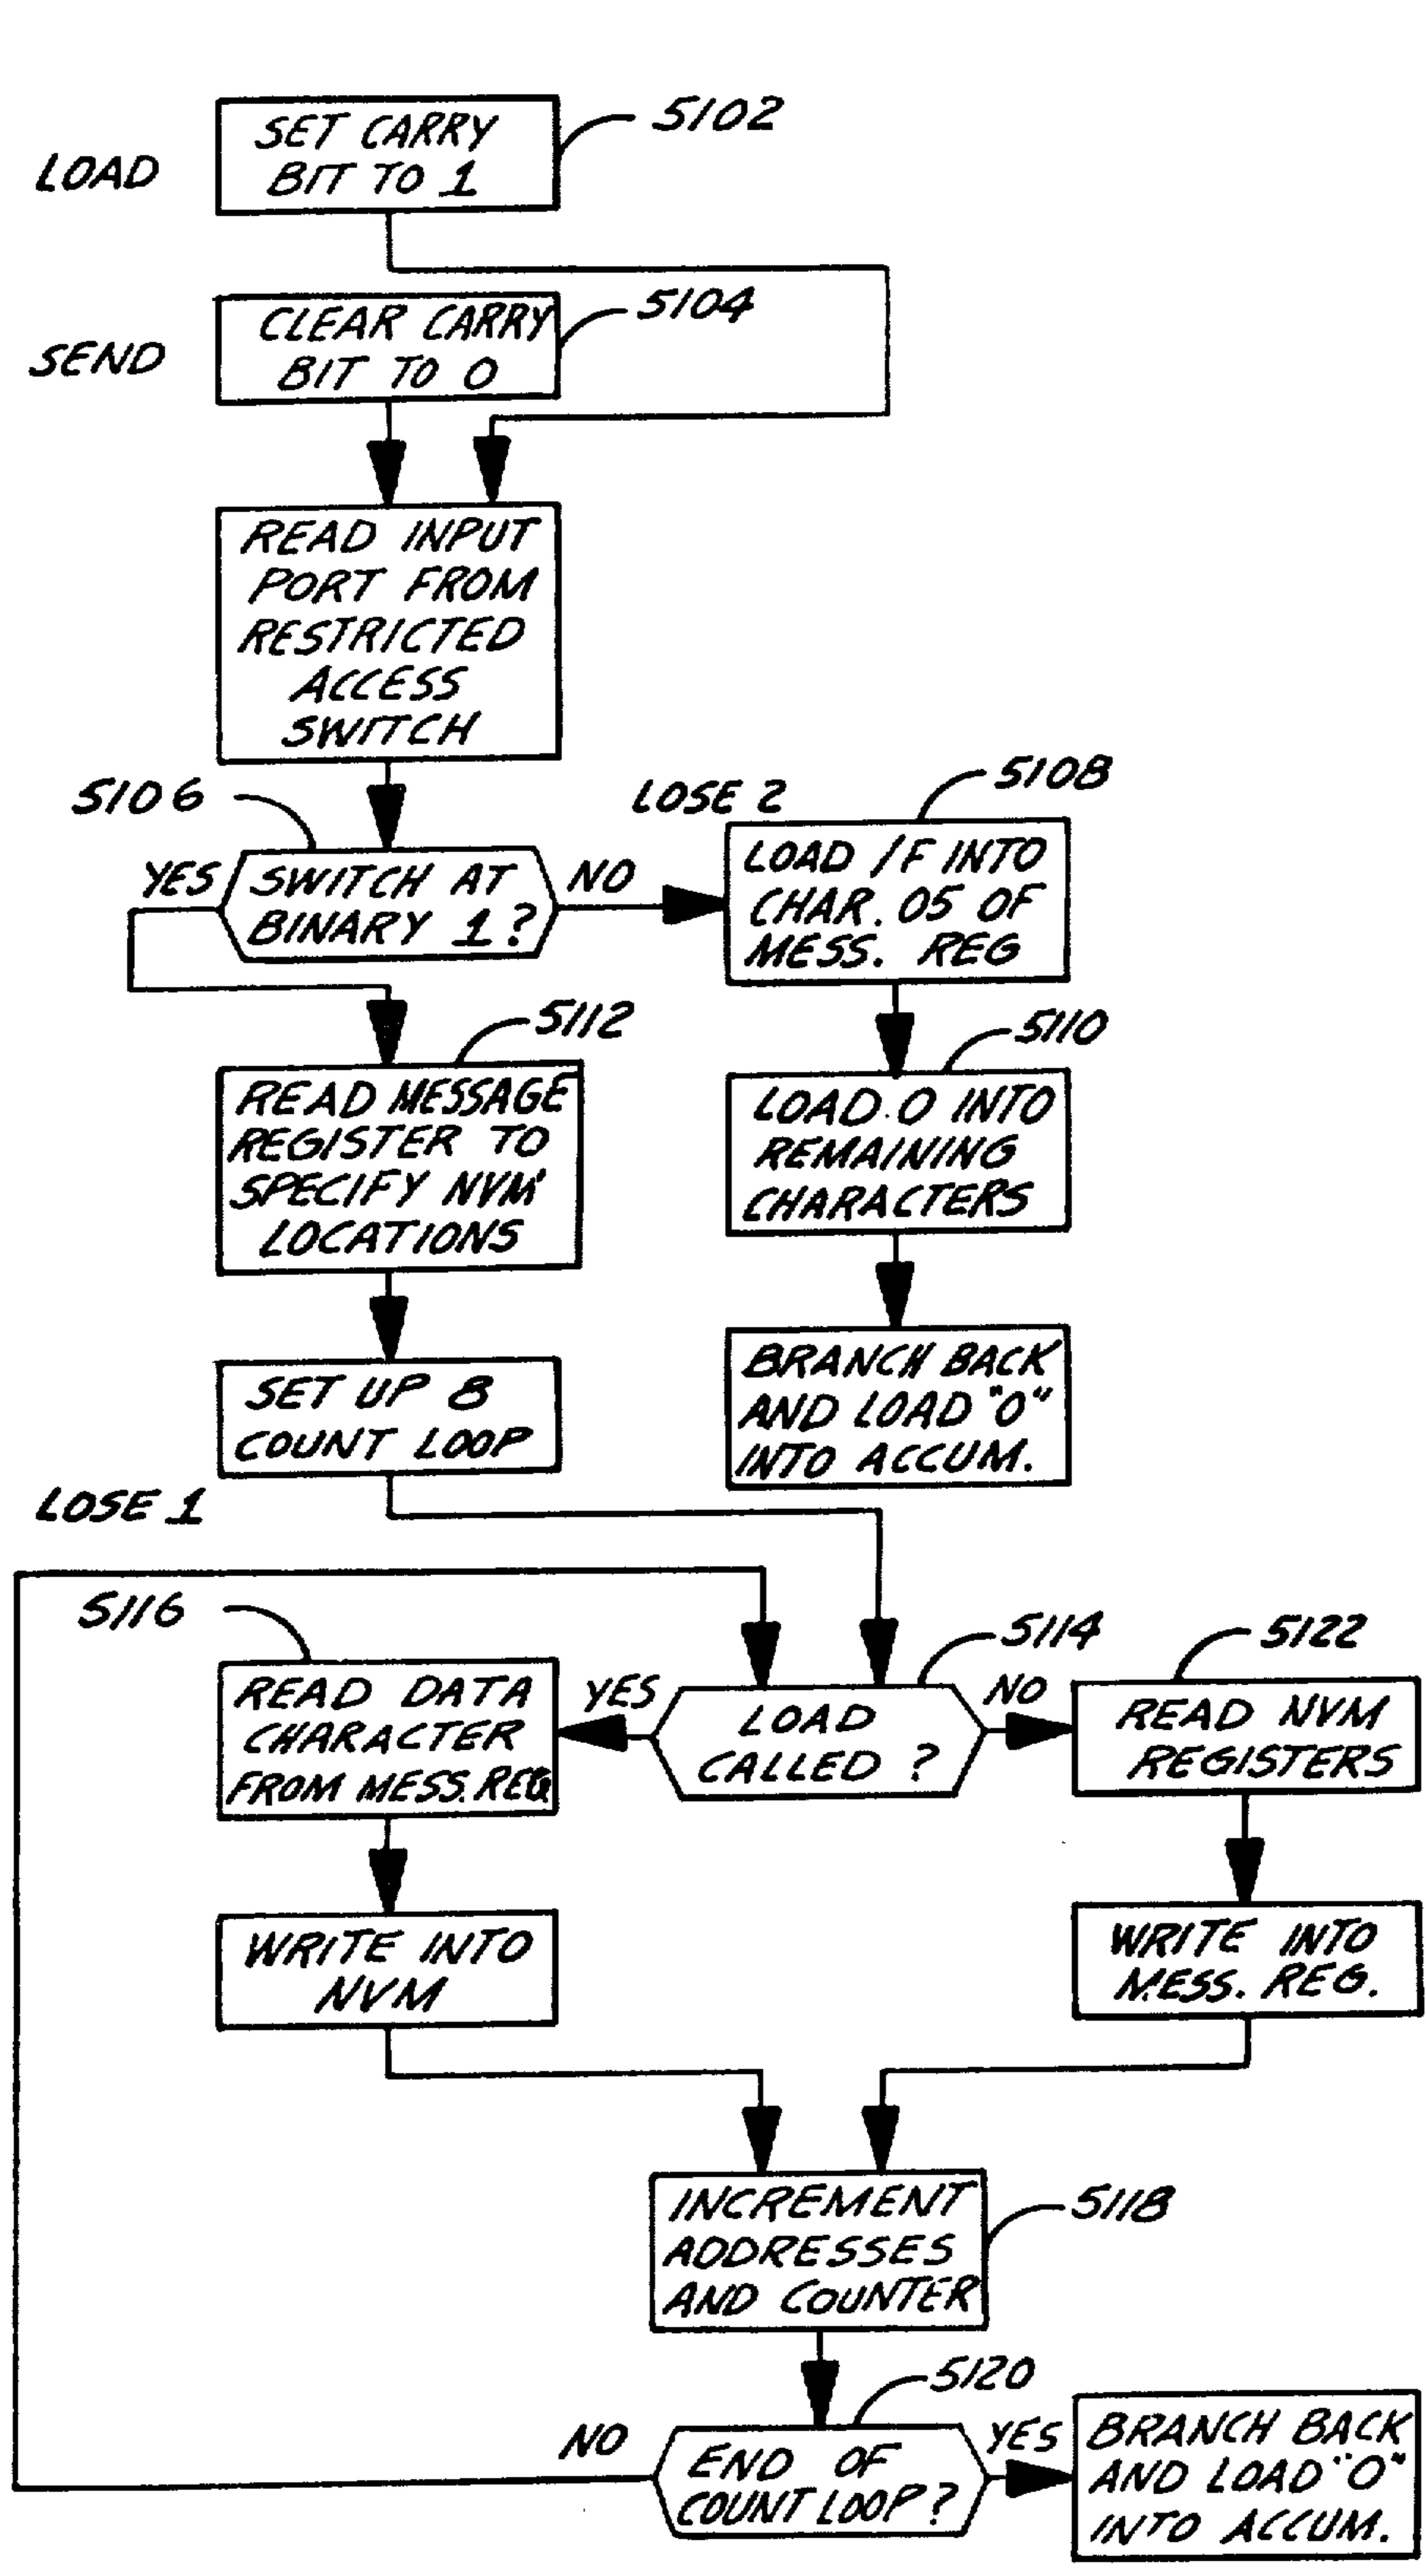 LOAD
SET CARRY
BIT TO 1
5102
SEND
CLEAR CARRY
BIT TO 0
5104
READ INPUT
PORT FROM
RESTRICTED
ACCESS
SWITCH
5106
YES
SWITCH AT
BINARY 1?
NO
LOSE 2
5108
LOAD /F INTO
CHAR. 05 OF
MESS. REG
5112
READ MESSAGE
REGISTER TO
SPECIFY NVM
LOCATIONS
5110
LOAD 0 INTO
REMAINING
CHARACTERS
SET UP 8
COUNT LOOP
BRANCH BACK
AND LOAD "0"
INTO ACCUM.
LOSE 1
5116
READ DATA
CHARACTER
FROM MESS. REG
YES
5114
LOAD
CALLED ?
NO
5122
READ NVM
REGISTERS
WRITE INTO
NVM
WRITE INTO
MESS. REG.
INCREMENT
ADDRESSES
AND COUNTER
5118
5120
NO
END OF
COUNT LOOP?
YES
BRANCH BACK
AND LOAD "0"
INTO ACCUM.